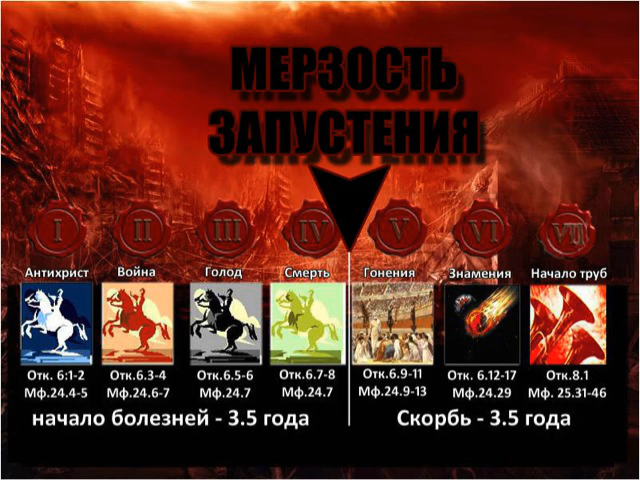 МЕРЗОСТЬ
ЗАПУСТЕНИЯ
I II III IV V VI VII
Антихрист Война Голод Смерть Гонения Знамения Начало труб
Отк. 6:1-2 Отк.6.3-4 Отк.6.5-6 Отк.6.7-8 Отк.6.9-11 Отк. 6.12-17 Отк.8.1
Мф.24.4-5 Мф.24.6-7 Мф.24.7 Мф.24.7 Мф.24.9-13 Мф.24.29 Мф. 25.31-46
начало болезней - 3.5 года Скорбь - 3.5 года